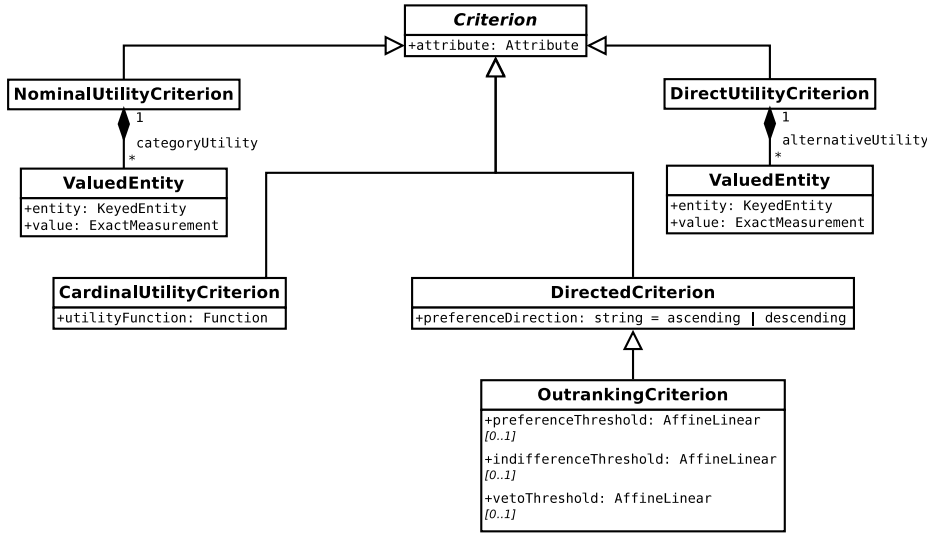 Criterion
+attribute: Attribute
NominalUtilityCriterion
1
categoryUtility
*
ValuedEntity
+entity: KeyedEntity
+value: ExactMeasurement
DirectUtilityCriterion
1
alternativeUtility
*
ValuedEntity
+entity: KeyedEntity
+value: ExactMeasurement
CardinalUtilityCriterion
+utilityFunction: Function
DirectedCriterion
+preferenceDirection: string = ascending | descending
OutrankingCriterion
+preferenceThreshold: AffineLinear
[0..1]
+indifferenceThreshold: AffineLinear
[0..1]
+vetoThreshold: AffineLinear
[0..1]